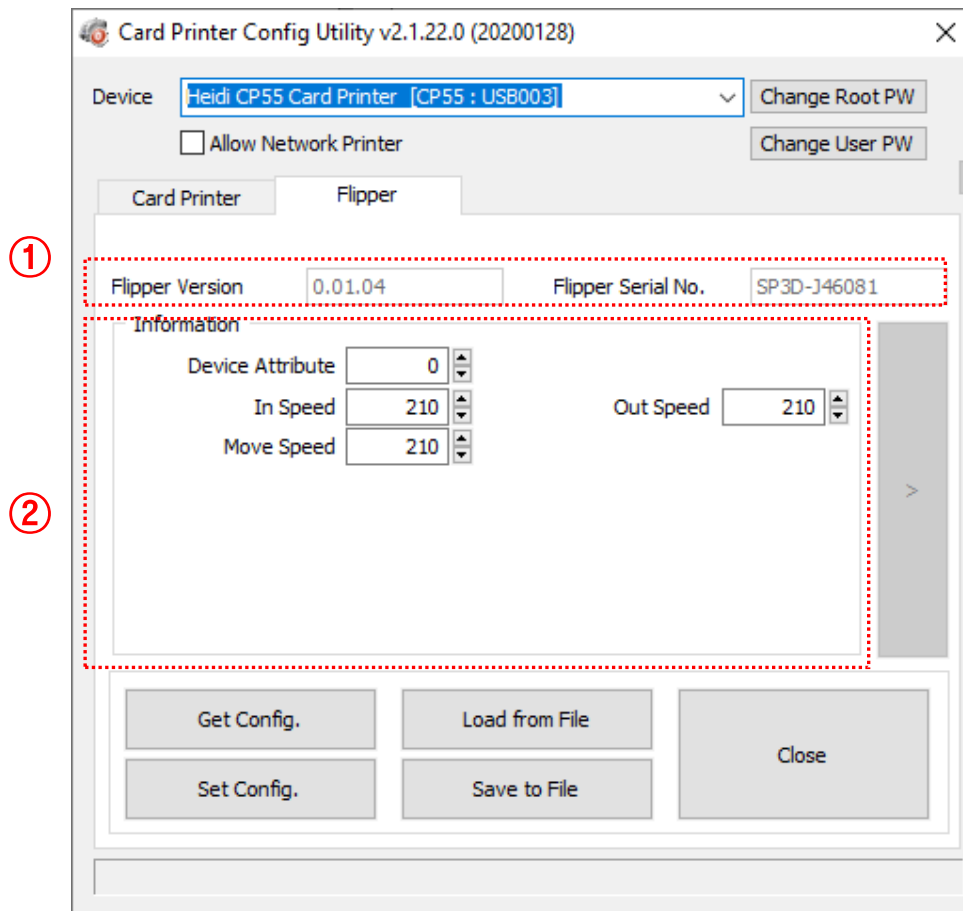 Card Printer Config Utility v2.1.22.0 (20200128)
Device Heidi CP55 Card Printer [CP55 : USB003] Change Root PW
Allow Network Printer Change User PW
Card Printer Flipper
①
Flipper Version 0.01.04 Flipper Serial No. SP3D-J46081
Information
Device Attribute 0
In Speed 210 Out Speed 210
Move Speed 210
②
>
Get Config. Load from File
Close
Set Config. Save to File